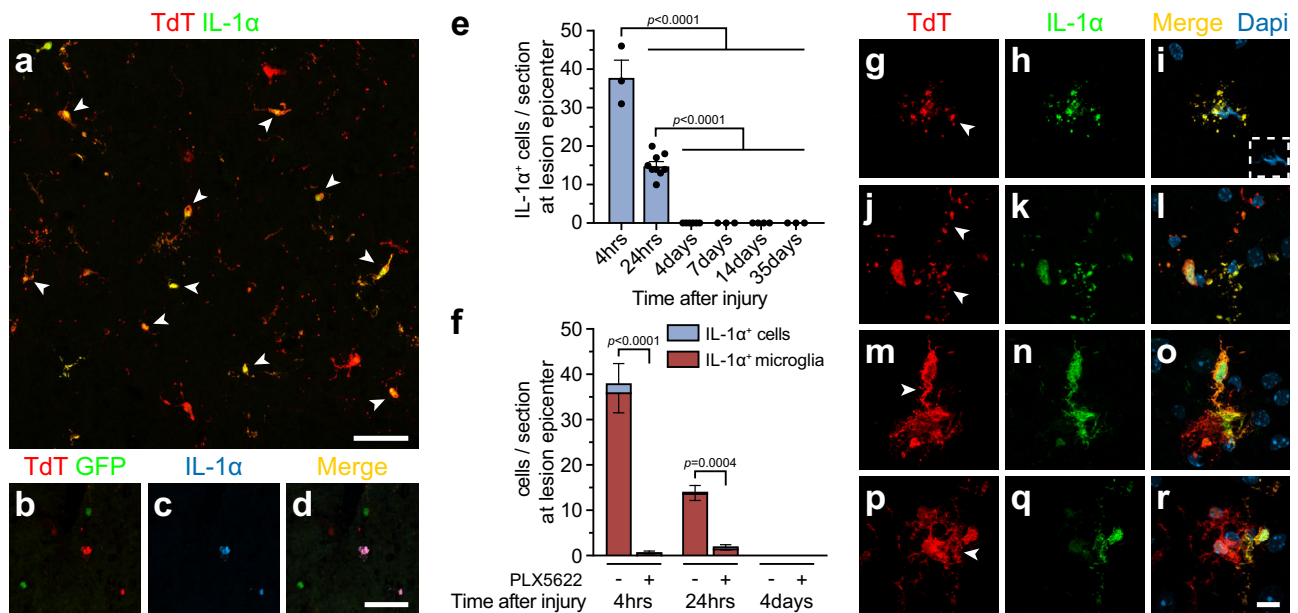 TdT IL-1α
a
TdT GFP
IL-1α
Merge
b
c
d
e
p<0.0001
p<0.0001
IL-1α⁺ cells / section
at lesion epicenter
50
40
30
20
10
0
4hrs
24hrs
4days
7days
14days
35days
Time after injury
f
IL-1α⁺ cells
IL-1α⁺ microglia
p<0.0001
p=0.0004
cells / section
at lesion epicenter
50
40
30
20
10
0
PLX5622 - + - + - +
Time after injury 4hrs 24hrs 4days
TdT
IL-1α
Merge Dapi
g
h
i
j
k
l
m
n
o
p
q
r